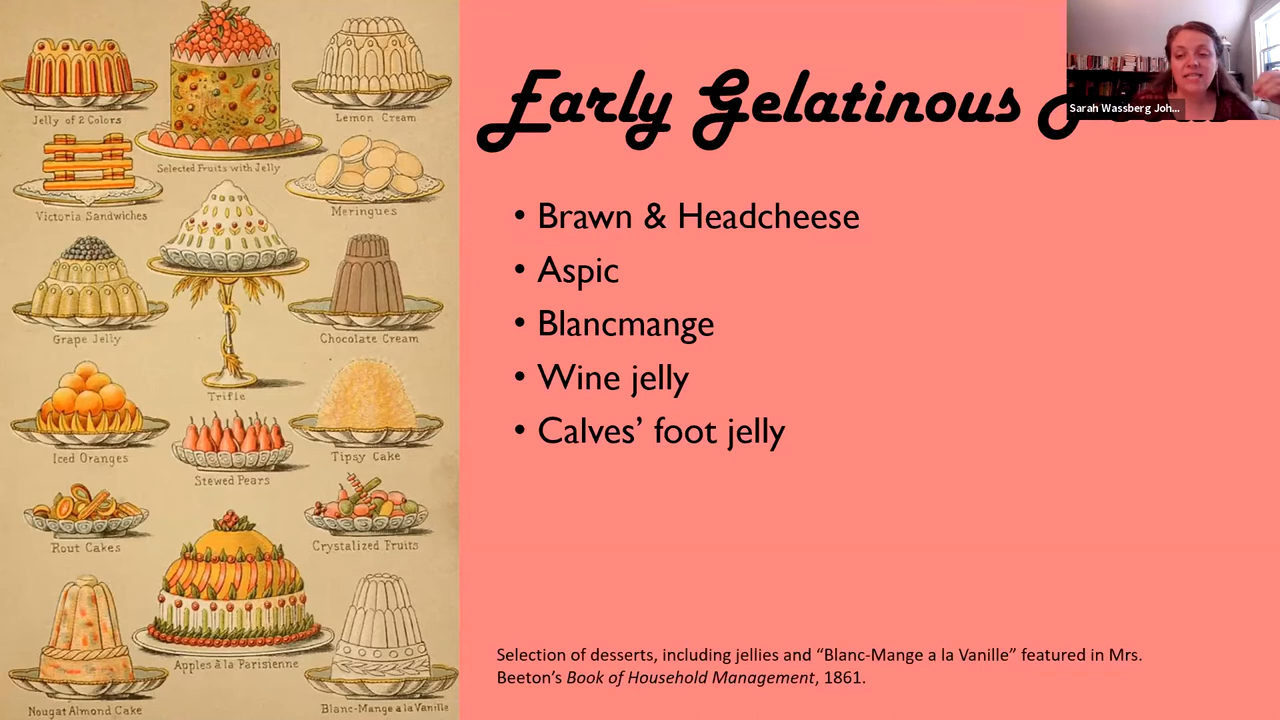 Early Gelatinous
Sarah Wassberg Joh...
• Brawn & Headcheese
• Aspic
• Blancmange
• Wine jelly
• Calves’ foot jelly
Selection of desserts, including jellies and “Blanc-Mange a la Vanille” featured in Mrs.
Beeton’s Book of Household Management, 1861.
Jelly of 2 Colors
Selected Fruits with Jelly
Lemon Cream
Victoria Sandwiches
Meringues
Grape Jelly
Trifle
Chocolate Cream
Iced Oranges
Stewed Pears
Tipsy Cake
Rout Cakes
Crystalized Fruits
Nougat Almond Cake
Apples à la Parisienne
Blanc-Mange a la Vanille